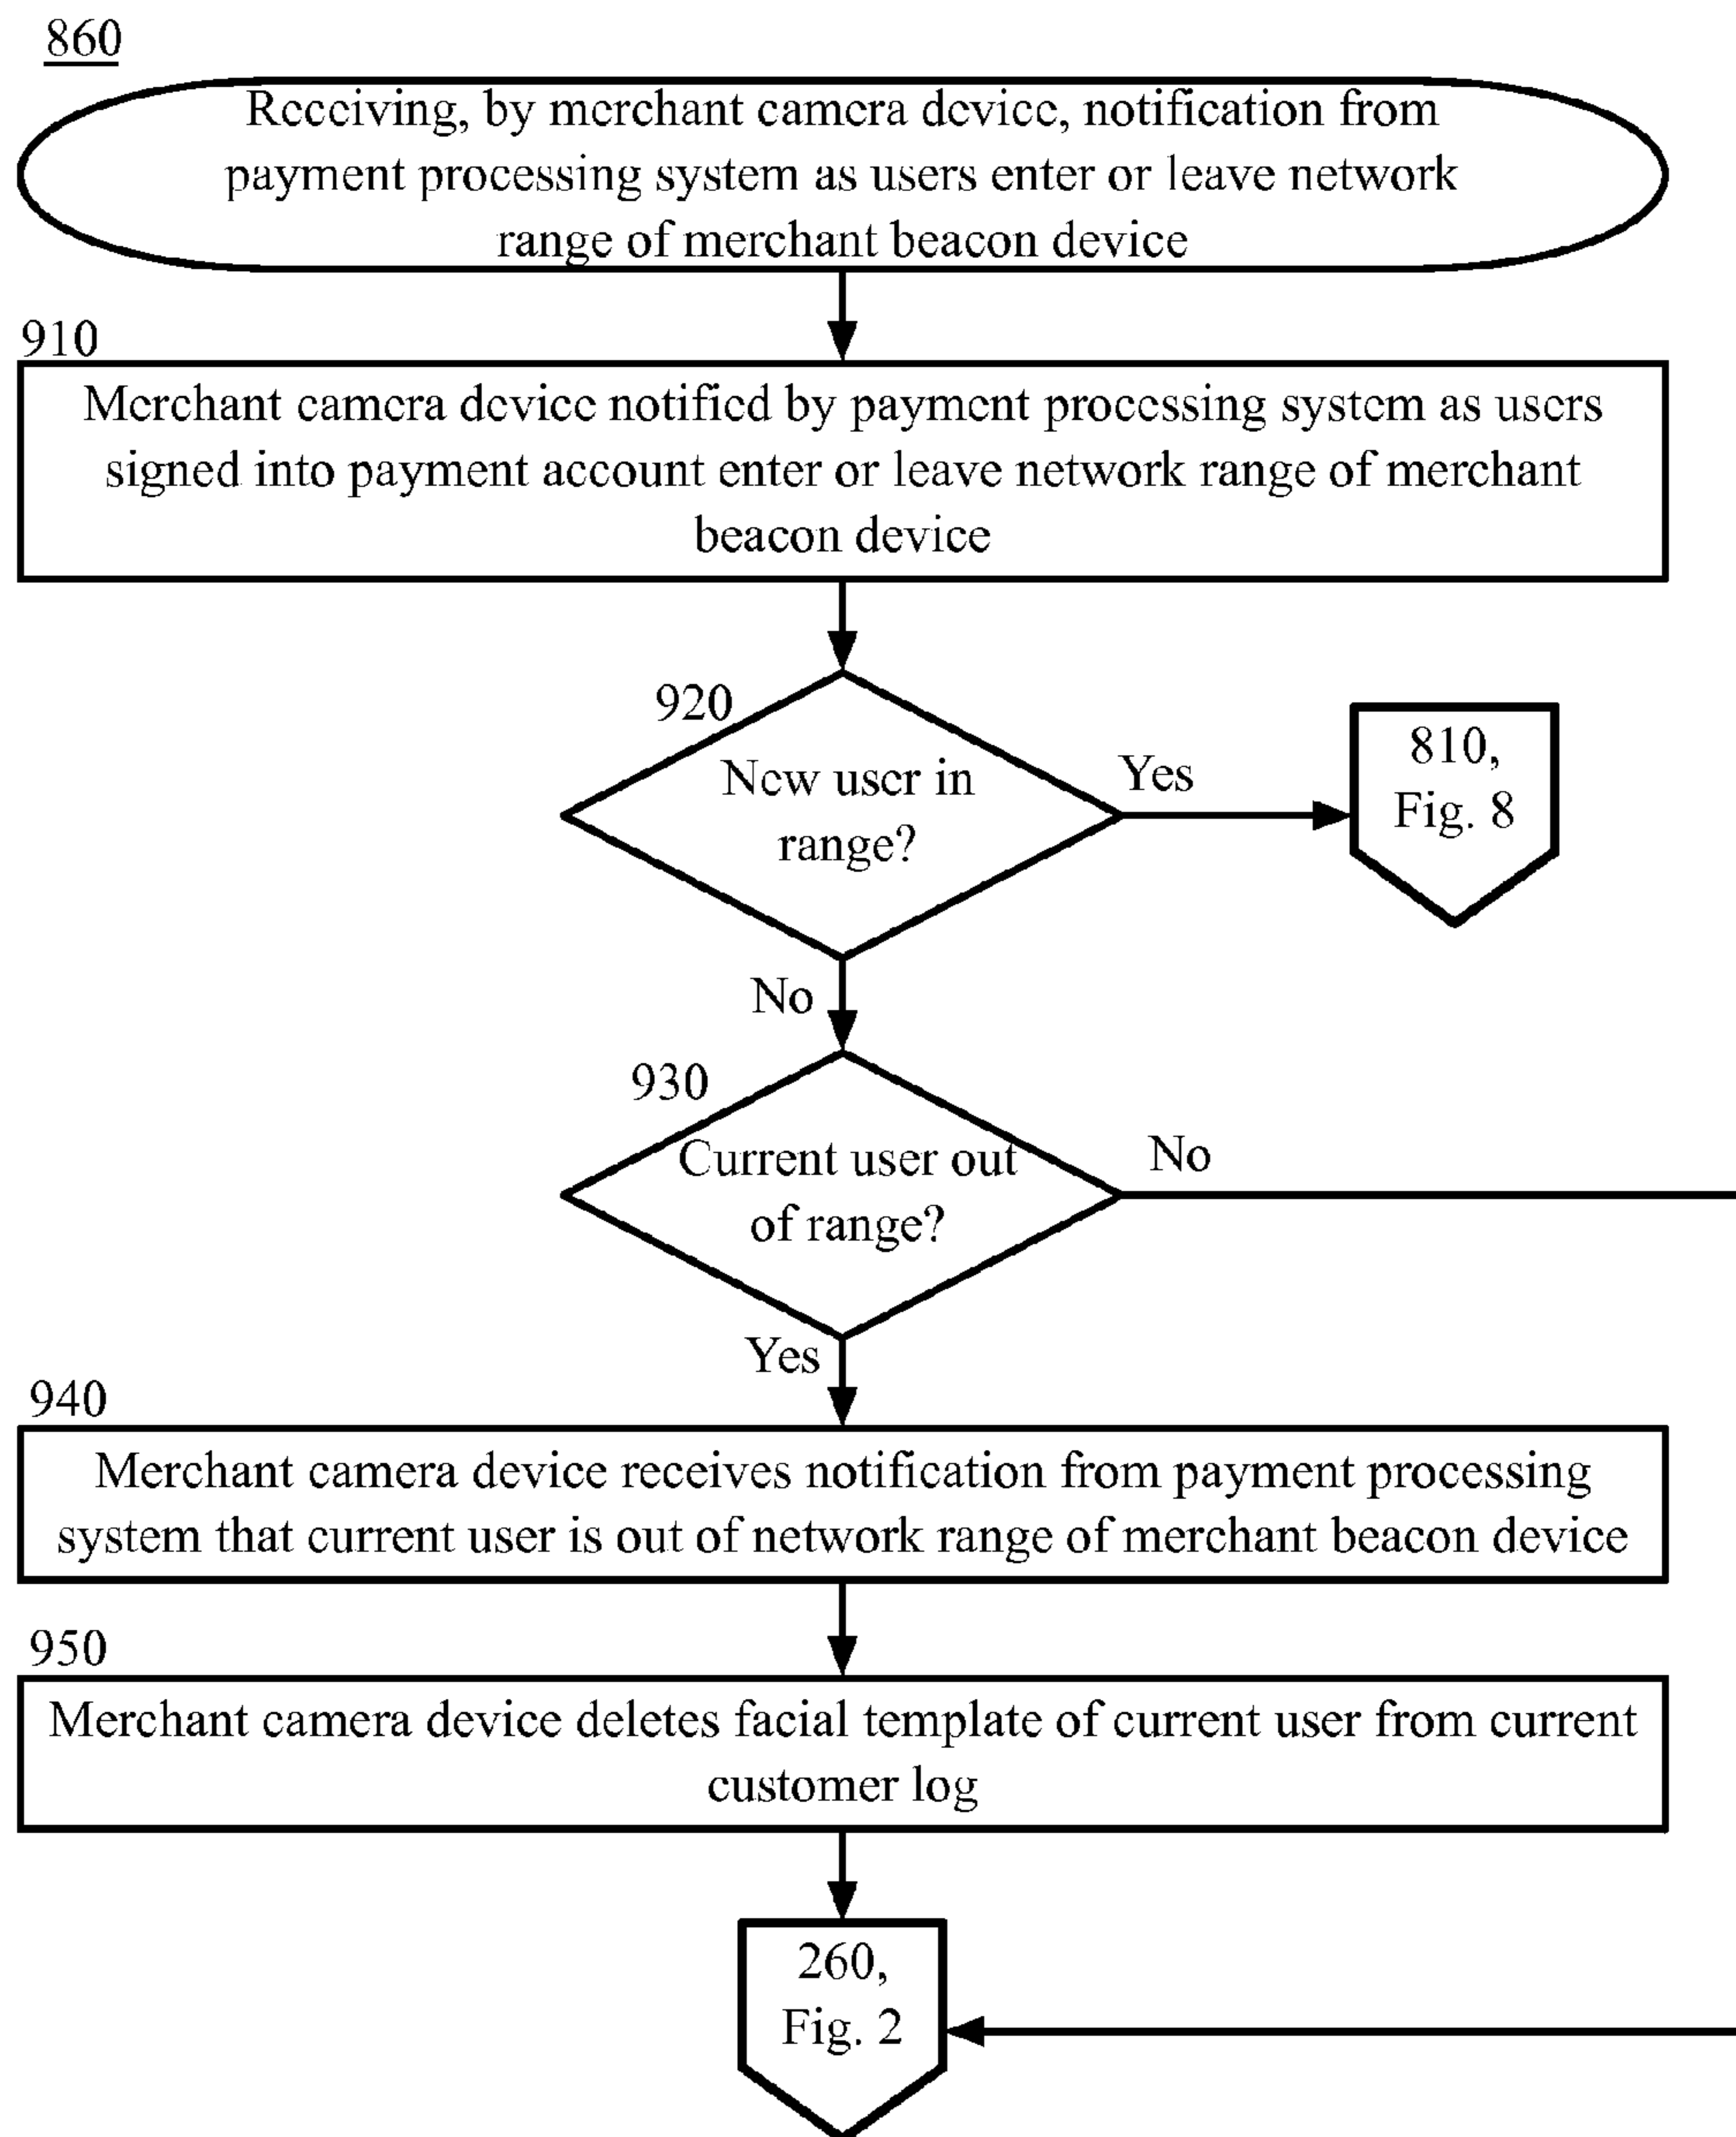 860
Receiving, by merchant camera device, notification from
payment processing system as users enter or leave network
range of merchant beacon device
910
Merchant camera device notified by payment processing system as users
signed into payment account enter or leave network range of merchant
beacon device
920
New user in
range?
Yes
810,
Fig. 8
No
930
Current user out
of range?
No
Yes
940
Merchant camera device receives notification from payment processing
system that current user is out of network range of merchant beacon device
950
Merchant camera device deletes facial template of current user from current
customer log
260,
Fig. 2